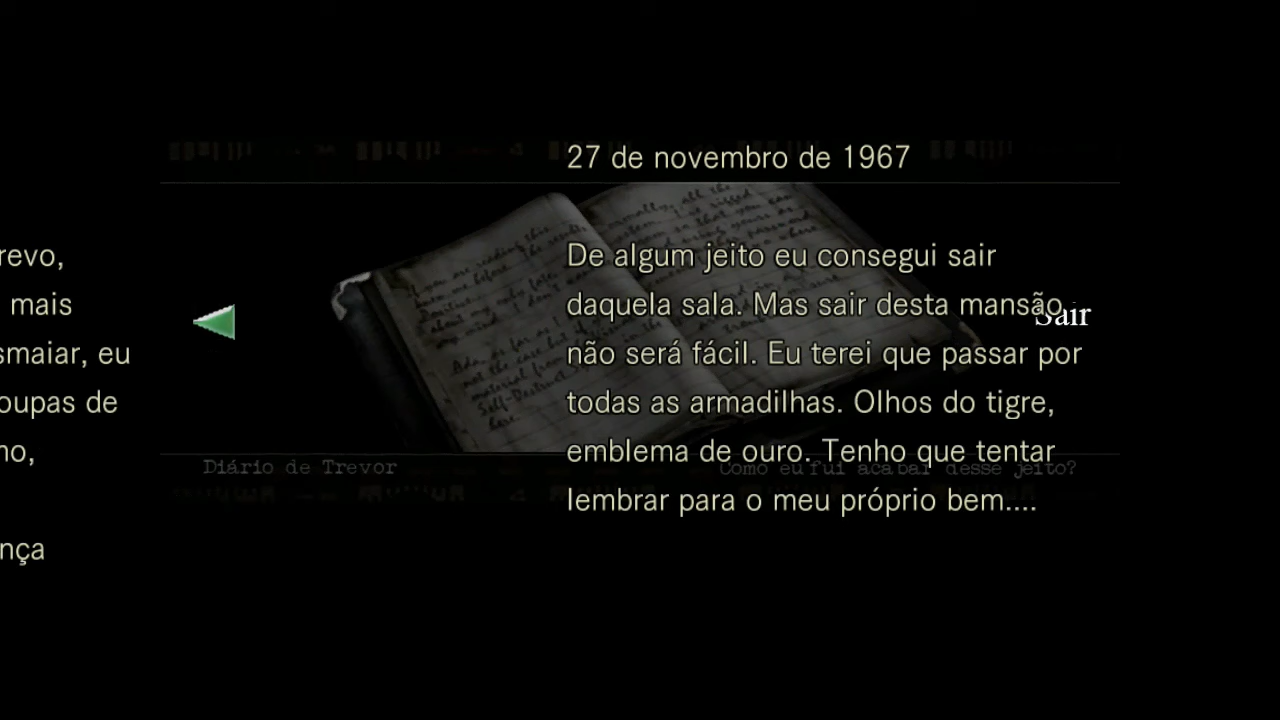 27 de novembro de 1967
De algum jeito eu consegui sair
daquela sala. Mas sair desta mansão
não será fácil. Eu terei que passar por
todas as armadilhas. Olhos do tigre,
emblema de ouro. Tenho que tentar
lembrar para o meu próprio bem....
revo,
mais
smaiar, eu
oupas de
no,
nça
Sair
Diário de Trevor
Como eu fui acabar desse jeito?